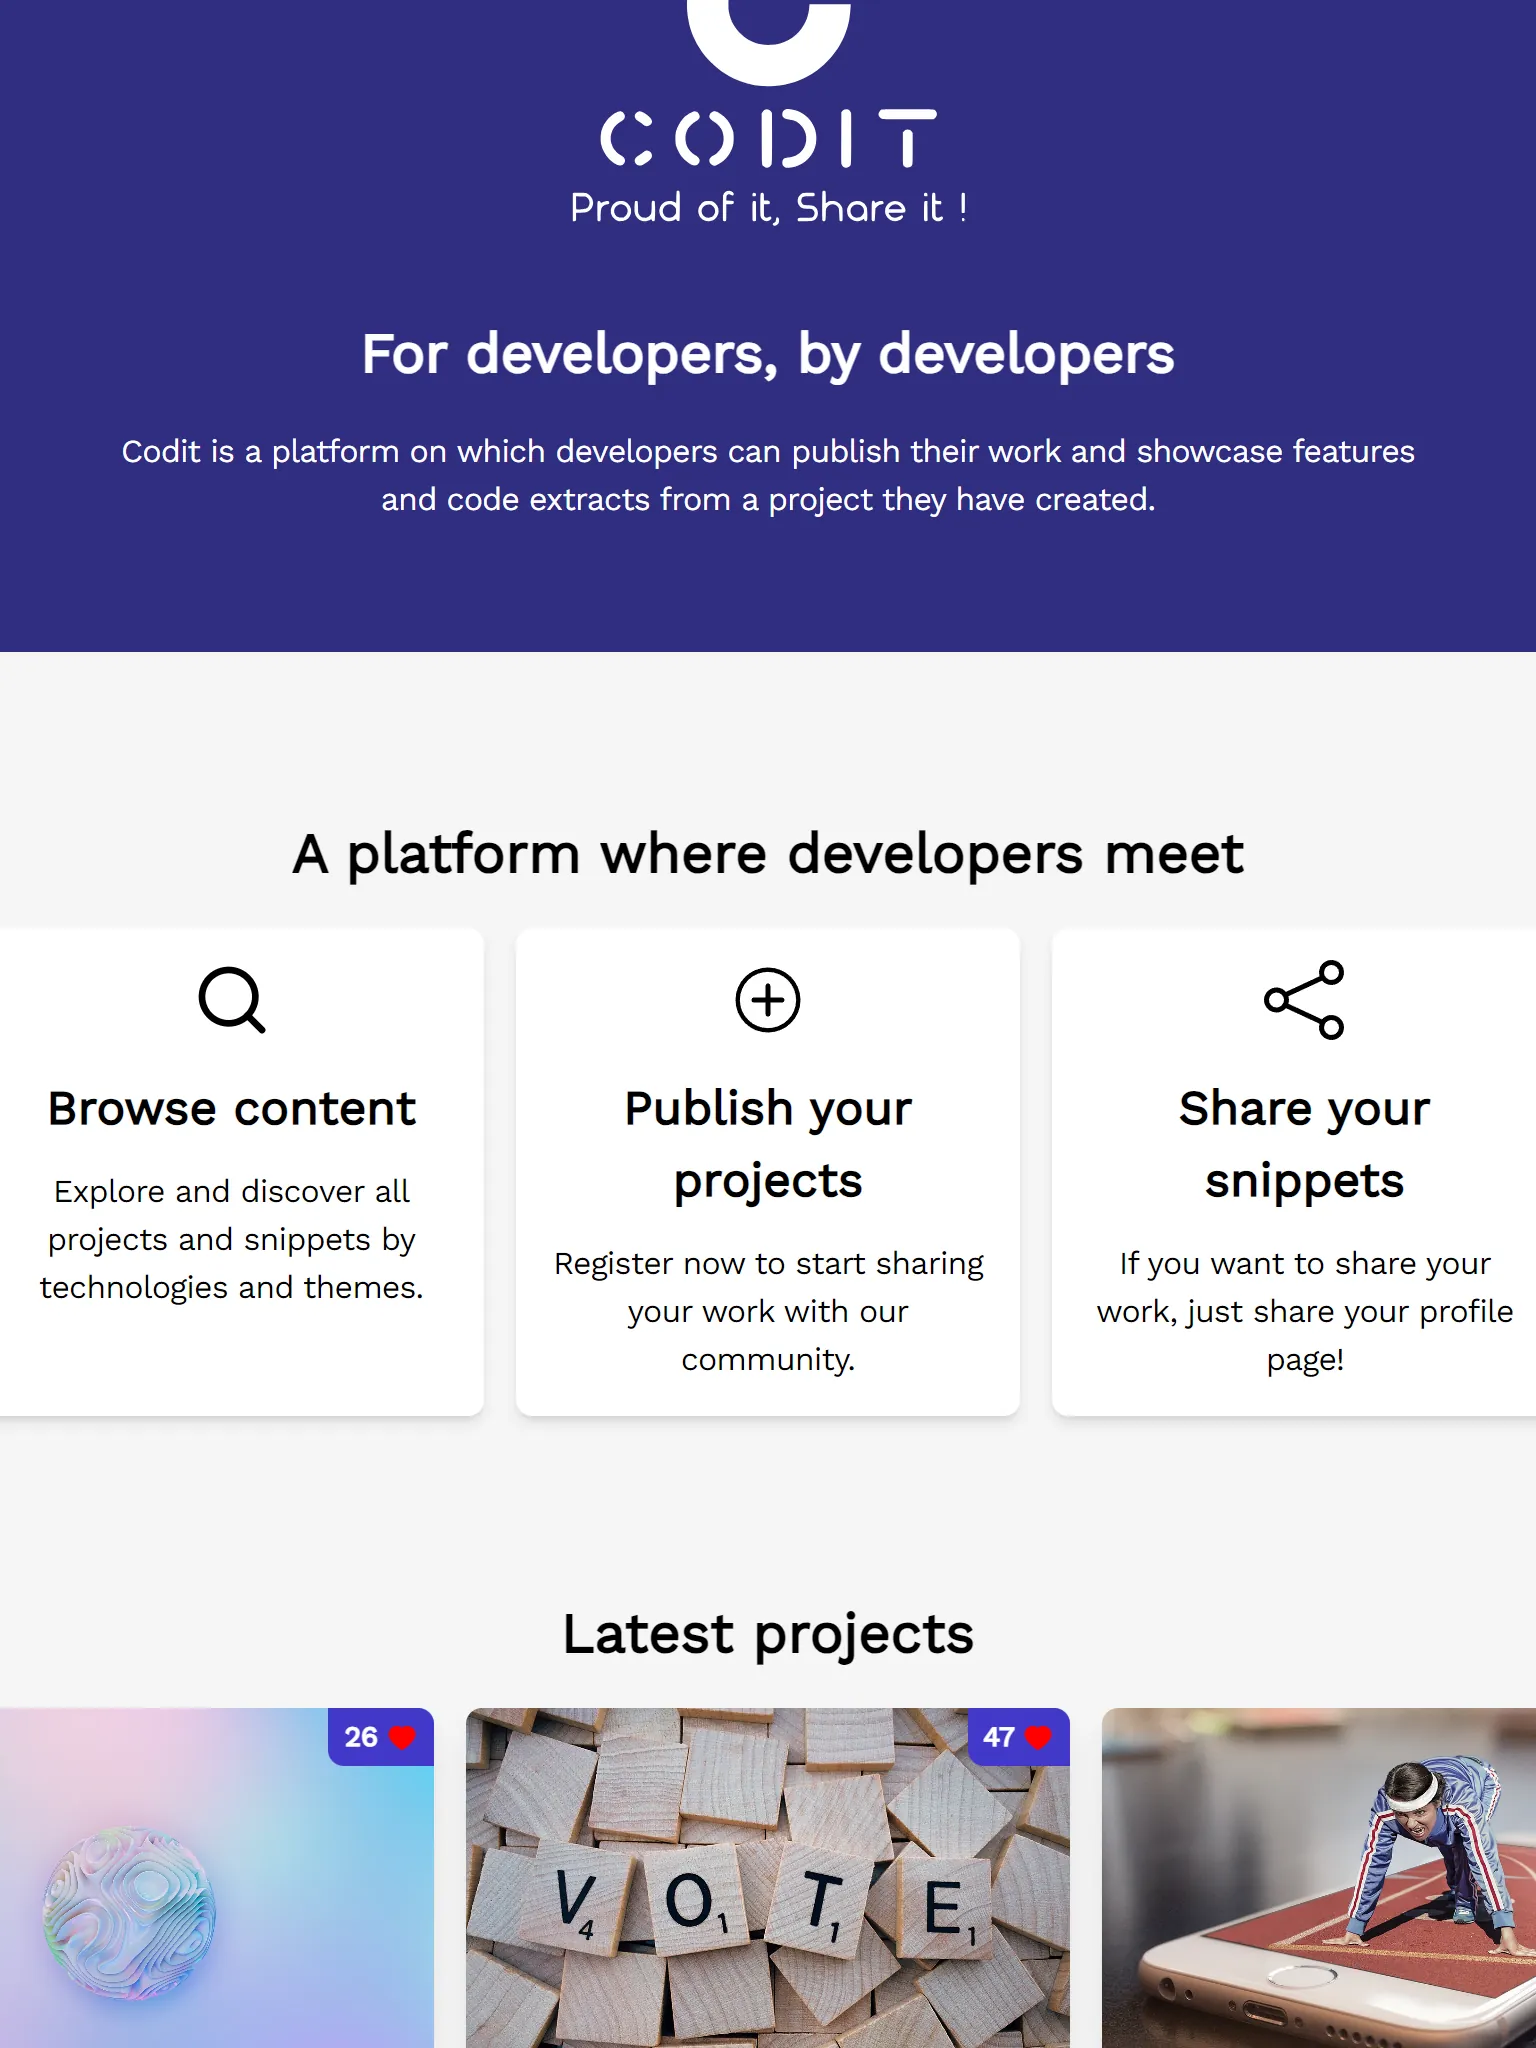 CODIT
Proud of it, Share it !
For developers, by developers
Codit is a platform on which developers can publish their work and showcase features
and code extracts from a project they have created.
A platform where developers meet
Browse content
Explore and discover all
projects and snippets by
technologies and themes.
Publish your
projects
Register now to start sharing
your work with our
community.
Share your
snippets
If you want to share your
work, just share your profile
page!
Latest projects
26
47
V4 O1 T1 E1